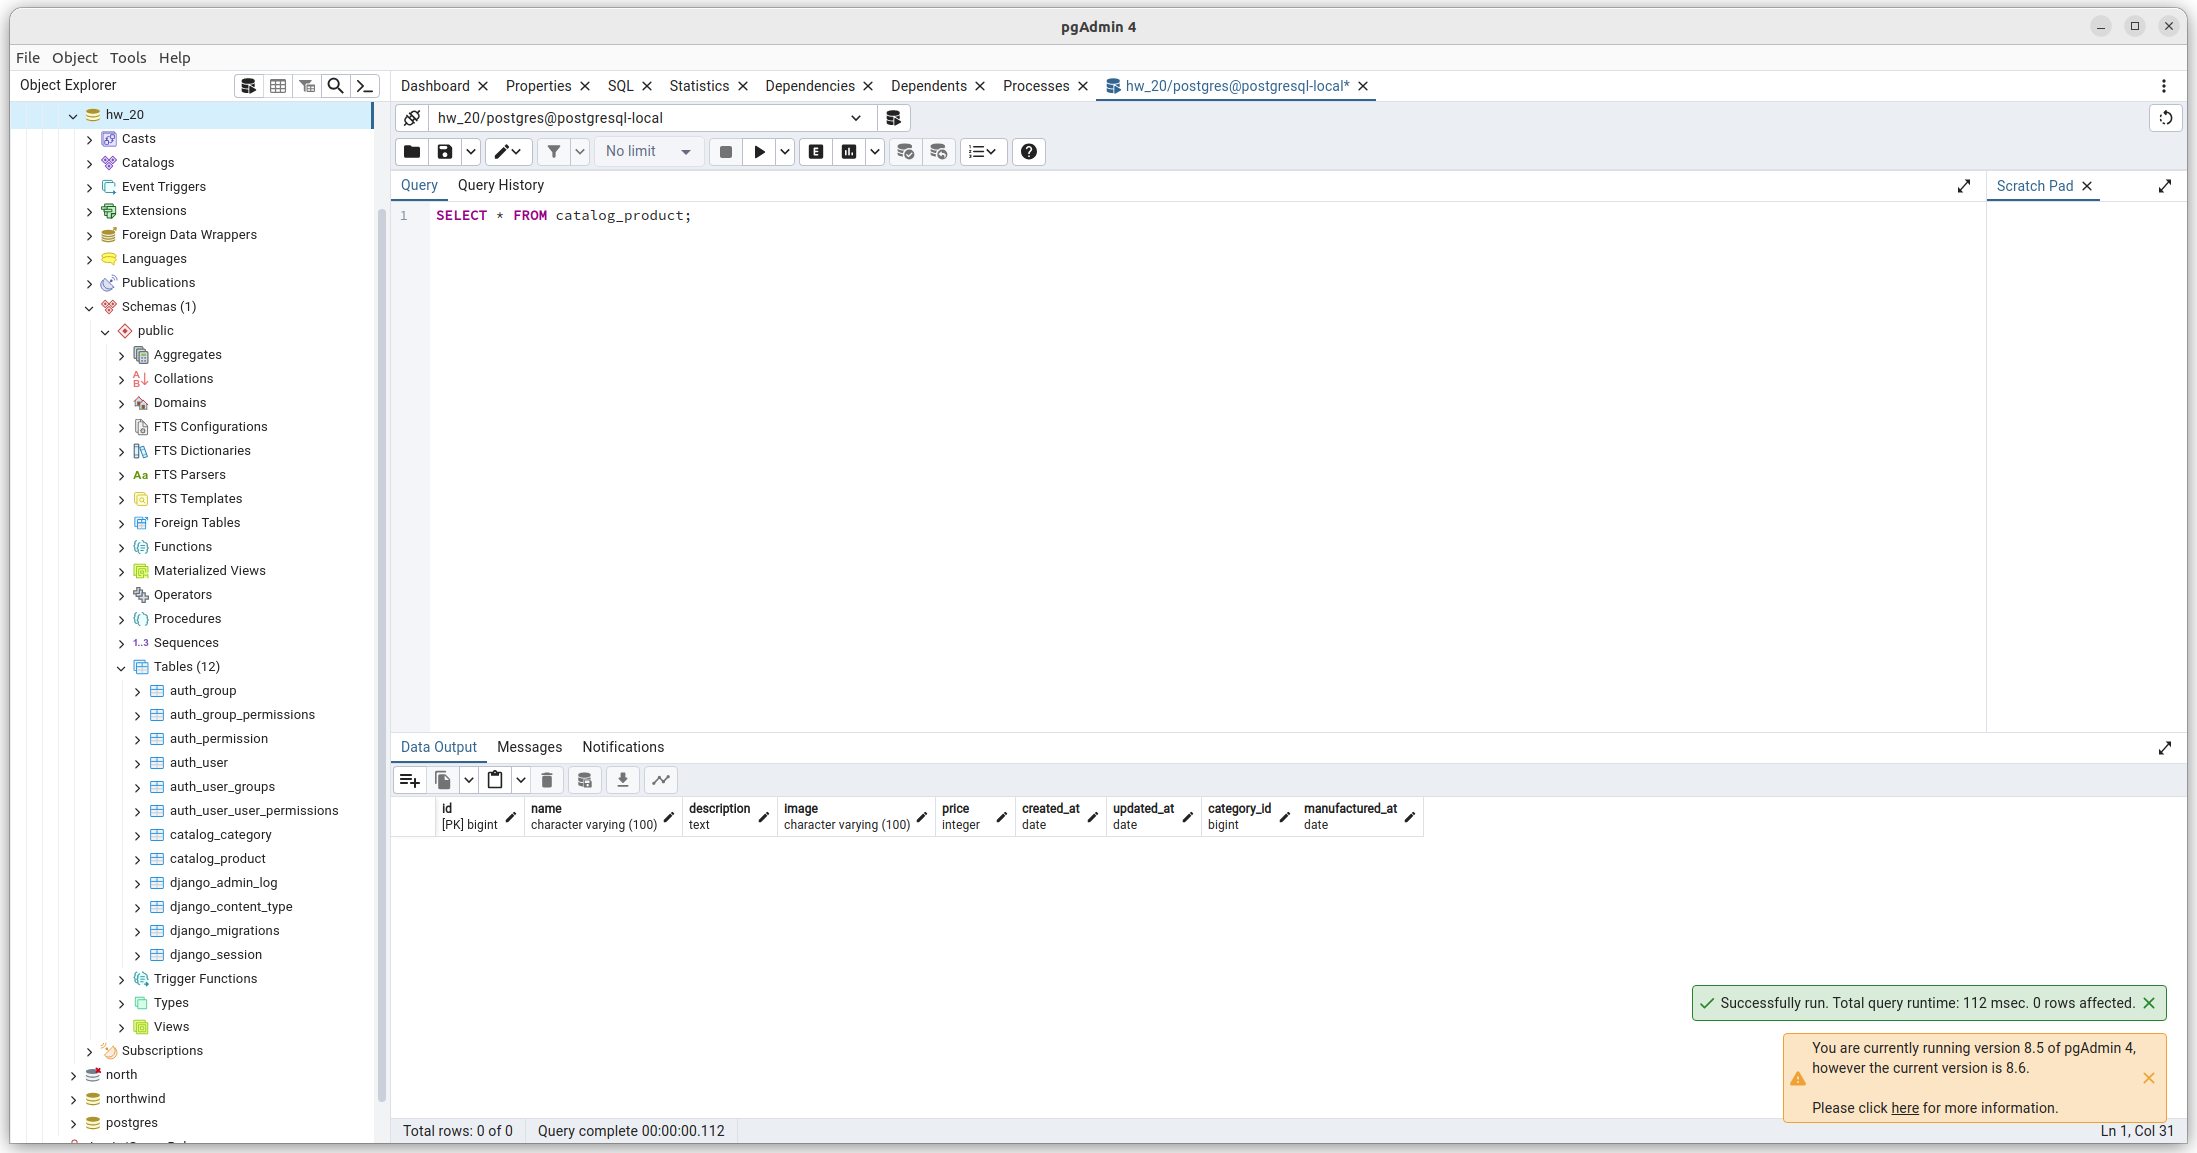 pgAdmin 4
File Object Tools Help
Object Explorer
Dashboard Properties SQL Statistics Dependencies Dependents Processes hw_20/postgres@postgresql-local*
hw_20
hw_20/postgres@postgresql-local
Casts
No limit
Catalogs
Event Triggers
Query Query History
Scratch Pad
Extensions
1 SELECT * FROM catalog_product;
Foreign Data Wrappers
Languages
Publications
Schemas (1)
public
Aggregates
Collations
Domains
FTS Configurations
FTS Dictionaries
Aa FTS Parsers
FTS Templates
Foreign Tables
Functions
Materialized Views
Operators
Procedures
1..3 Sequences
Tables (12)
auth_group
auth_group_permissions
auth_permission
auth_user
auth_user_groups
auth_user_user_permissions
catalog_category
catalog_product
django_admin_log
django_content_type
django_migrations
django_session
Trigger Functions
Types
Views
Subscriptions
north
northwind
postgres
Data Output Messages Notifications
id name description image price created_at updated_at category_id manufactured_at
[PK] bigint character varying (100) text character varying (100) integer date date bigint date
Successfully run. Total query runtime: 112 msec. 0 rows affected.
You are currently running version 8.5 of pgAdmin 4,
however the current version is 8.6.
Please click here for more information.
Total rows: 0 of 0 Query complete 00:00:00.112
Ln 1, Col 31